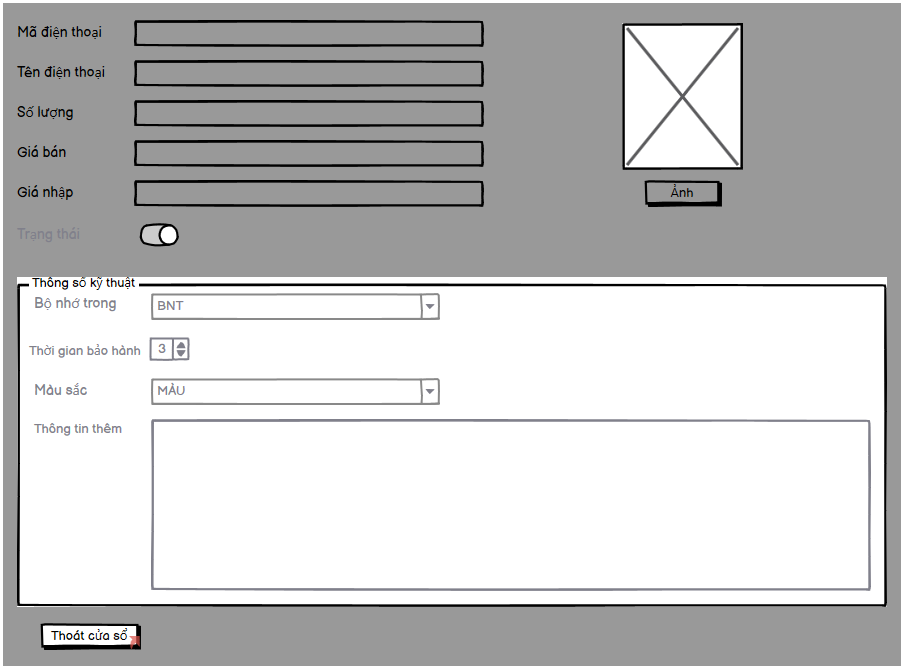 Mã điện thoại
Tên điện thoại
Số lượng
Giá bán
Giá nhập
Ảnh
Trạng thái
Thông số kỹ thuật
Bộ nhớ trong BNT
Thời gian bảo hành 3
Màu sắc MÀU
Thông tin thêm
Thoát cửa sổ